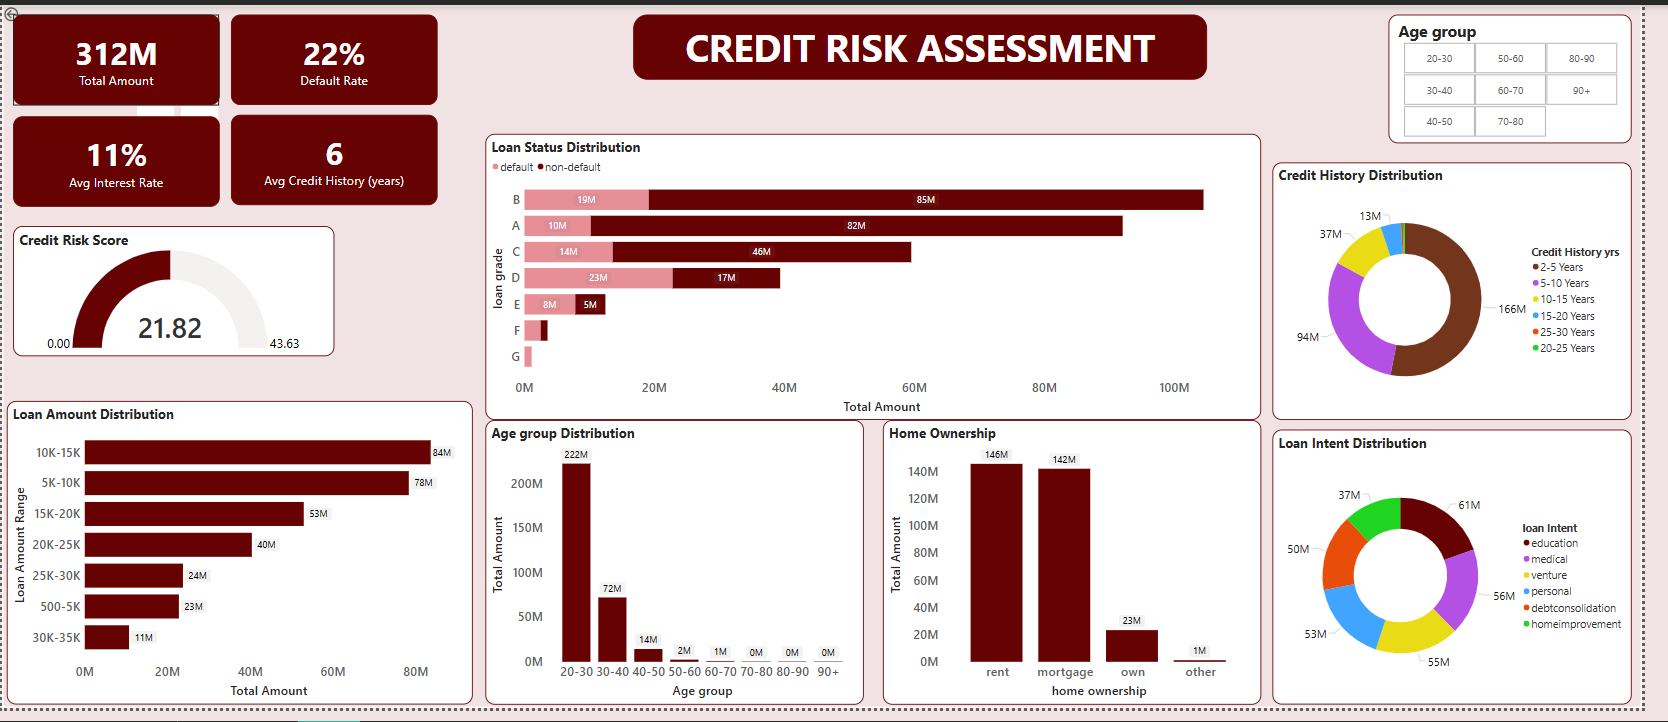 312M
Total Amount
22%
Default Rate
11%
Avg Interest Rate
6
Avg Credit History (years)
CREDIT RISK ASSESSMENT
Age group
20-30 50-60 80-90
30-40 60-70 90+
40-50 70-80
Credit Risk Score
21.82
0.00 43.63
Loan Status Distribution
default non-default
loan grade
B 19M 85M
A 10M 82M
C 14M 46M
D 23M 17M
E 8M 5M
F
G
0M 20M 40M 60M 80M 100M
Total Amount
Credit History Distribution
13M
37M
94M
166M
Credit History yrs
2-5 Years
5-10 Years
10-15 Years
15-20 Years
25-30 Years
20-25 Years
Loan Amount Distribution
Loan Amount Range
10K-15K 84M
5K-10K 78M
15K-20K 53M
20K-25K 40M
25K-30K 24M
500-5K 23M
30K-35K 11M
0M 20M 40M 60M 80M
Total Amount
Age group Distribution
Total Amount
200M
150M
100M
50M
0M
222M 72M 14M 2M 1M 0M 0M 0M
20-30 30-40 40-50 50-60 60-70 70-80 80-90 90+
Age group
Home Ownership
Total Amount
140M
120M
100M
80M
60M
40M
20M
0M
146M 142M 23M 1M
rent mortgage own other
home ownership
Loan Intent Distribution
37M
61M
50M
56M
53M
55M
loan Intent
education
medical
venture
personal
debtconsolidation
homeimprovement